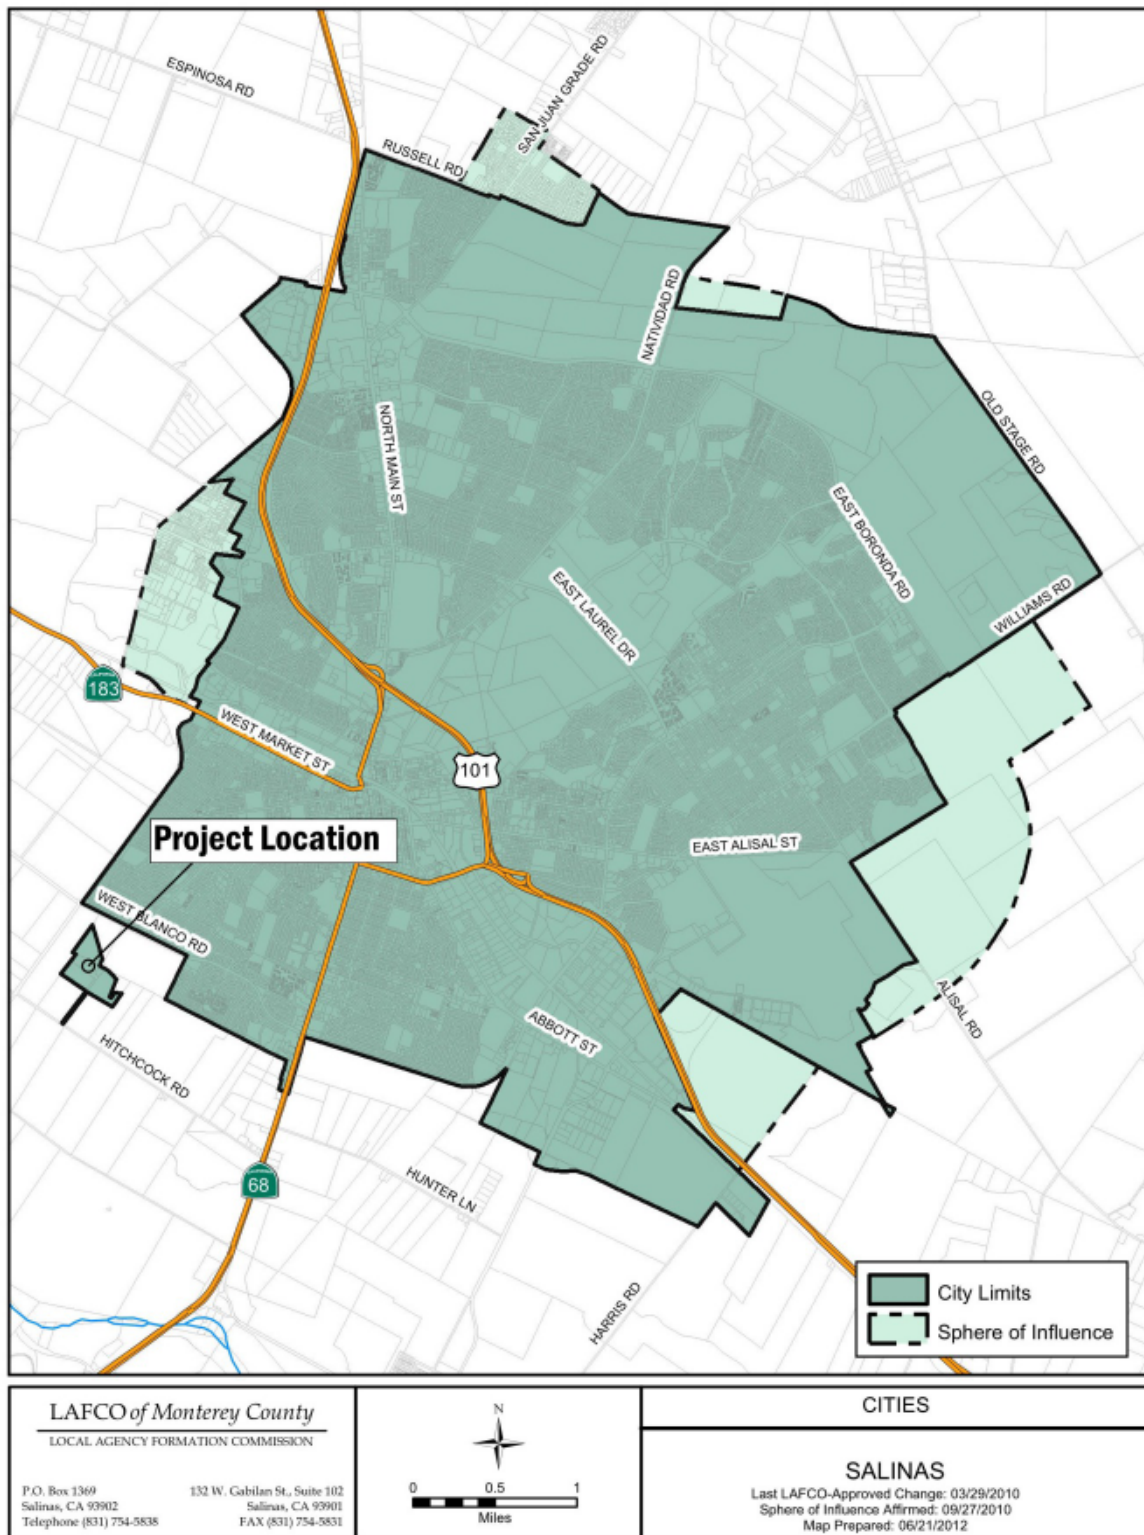 ESPINOSA RD
SAN JUAN GRADE RD
RUSSELL RD
NATIVIDAD RD
OLD STAGE RD
NORTH MAIN ST
EAST BORONDA RD
EAST LAUREL DR
WILLIAMS RD
183
WEST MARKET ST
101
Project Location
EAST ALISAL ST
WEST BLANCO RD
ALISAL RD
ABBOTT ST
HITCHCOCK RD
HUNTER LN
68
HARRIS RD
City Limits
Sphere of Influence
LAFCO of Monterey County
LOCAL AGENCY FORMATION COMMISSION
P.O. Box 1369
Salinas, CA 93902
Telephone (831) 754-5838
132 W. Gabilan St., Suite 102
Salinas, CA 93901
FAX (831) 754-5831
N
0 0.5 1
Miles
CITIES
SALINAS
Last LAFCO-Approved Change: 03/29/2010
Sphere of Influence Affirmed: 09/27/2010
Map Prepared: 06/21/2012